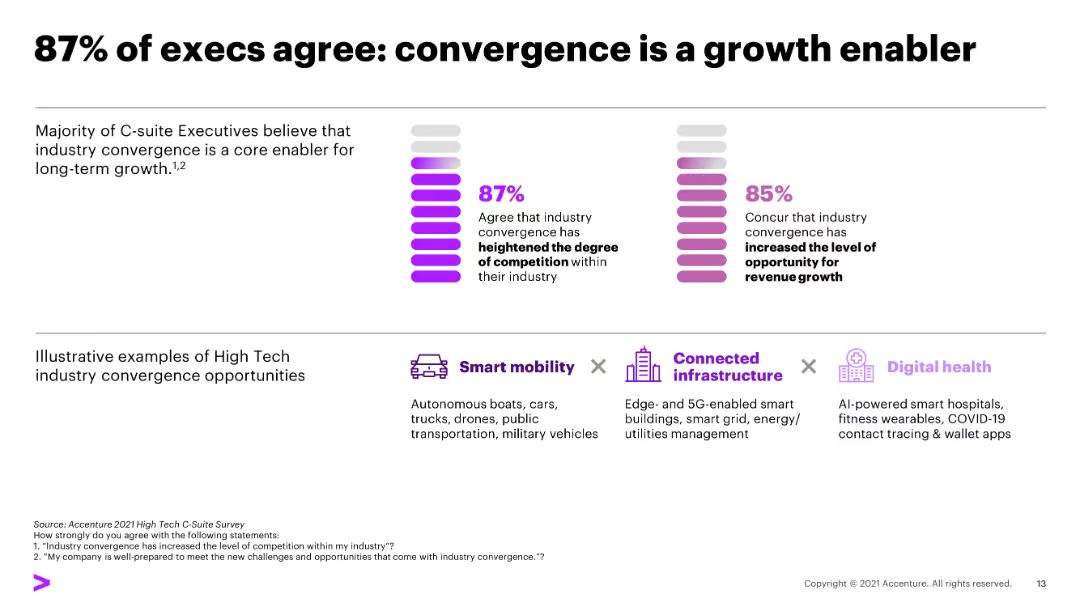 87% of execs agree: convergence is a growth enabler
Majority of C-suite Executives believe that
industry convergence is a core enabler for
long-term growth.1,2
87%
Agree that industry
convergence has
heightened the degree
of competition within
their industry
85%
Concur that industry
convergence has
increased the level of
opportunity for
revenue growth
Illustrative examples of High Tech
industry convergence opportunities
Smart mobility
Autonomous boats, cars,
trucks, drones, public
transportation, military vehicles
Connected
infrastructure
Edge- and 5G-enabled smart
buildings, smart grid, energy/
utilities management
Digital health
AI-powered smart hospitals,
fitness wearables, COVID-19
contact tracing & wallet apps
Source: Accenture 2021 High Tech C-Suite Survey
How strongly do you agree with the following statements:
1. "Industry convergence has increased the level of competition within my industry"?
2. "My company is well-prepared to meet the new challenges and opportunities that come with industry convergence."?
Copyright © 2021 Accenture. All rights reserved. 13